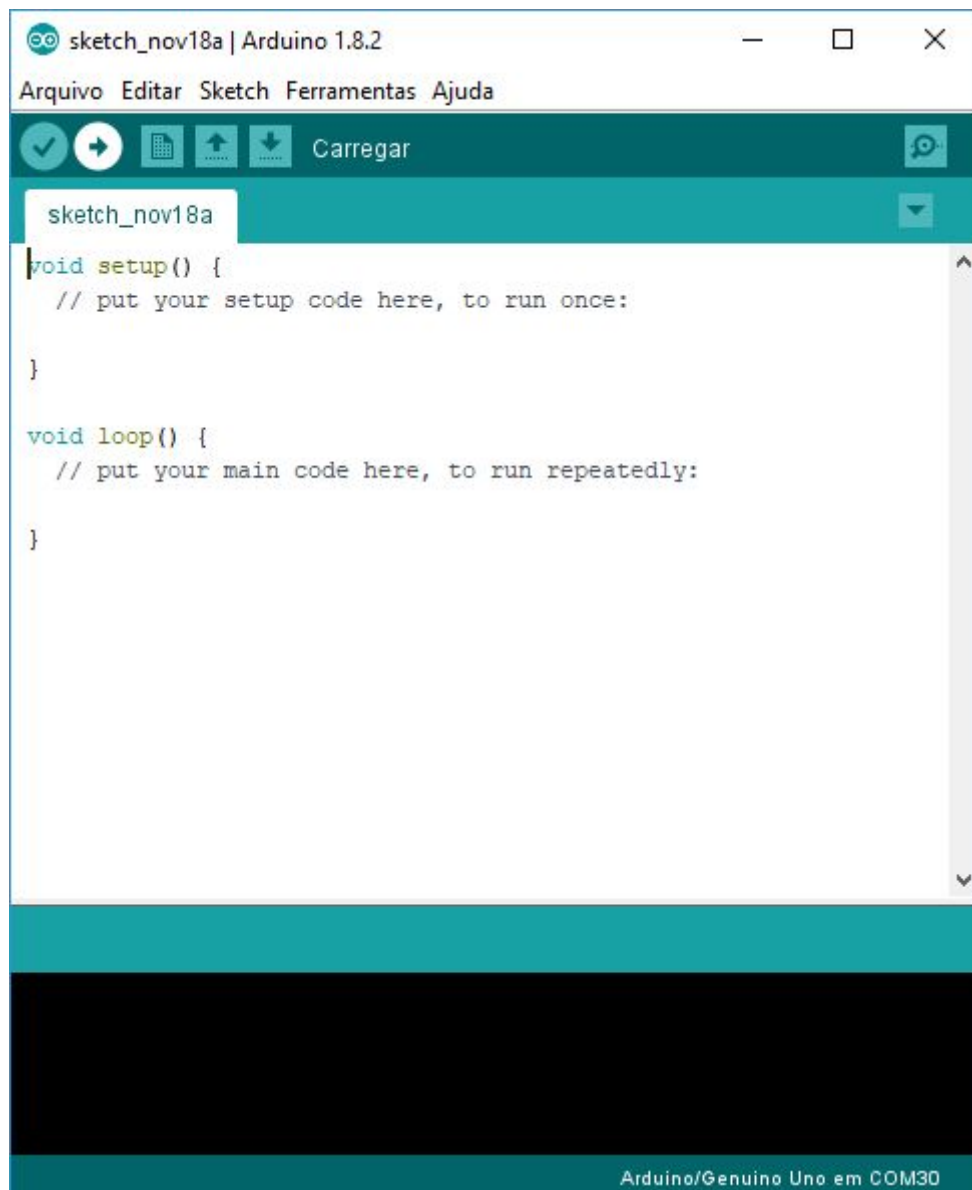 sketch_nov18a | Arduino 1.8.2
Arquivo Editar Sketch Ferramentas Ajuda
Carregar
sketch_nov18a
void setup() {
  // put your setup code here, to run once:
}
void loop() {
  // put your main code here, to run repeatedly:
}
Arduino/Genuino Uno em COM30